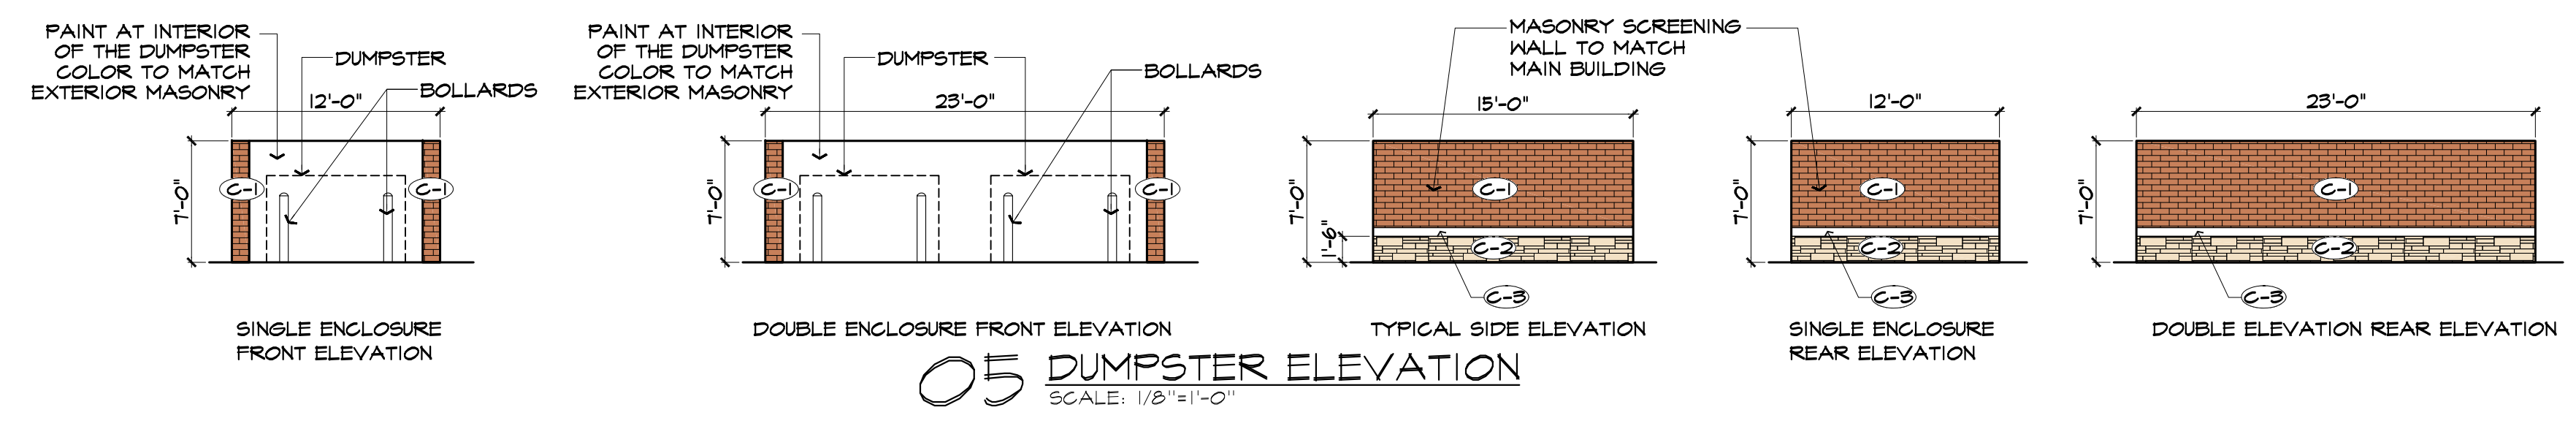 PAINT AT INTERIOR
OF THE DUMPSTER
COLOR TO MATCH
EXTERIOR MASONRY
DUMPSTER
BOLLARDS
12'-0"
7'-0"
C-1
C-1
SINGLE ENCLOSURE
FRONT ELEVATION
PAINT AT INTERIOR
OF THE DUMPSTER
COLOR TO MATCH
EXTERIOR MASONRY
DUMPSTER
BOLLARDS
23'-0"
7'-0"
C-1
C-1
DOUBLE ENCLOSURE FRONT ELEVATION
MASONRY SCREENING
WALL TO MATCH
MAIN BUILDING
15'-0"
7'-0"
1'-6"
C-1
C-2
C-3
TYPICAL SIDE ELEVATION
12'-0"
7'-0"
C-1
C-2
C-3
SINGLE ENCLOSURE
REAR ELEVATION
23'-0"
7'-0"
C-1
C-2
C-3
DOUBLE ELEVATION REAR ELEVATION
05 DUMPSTER ELEVATION
SCALE: 1/8"=1'-0"